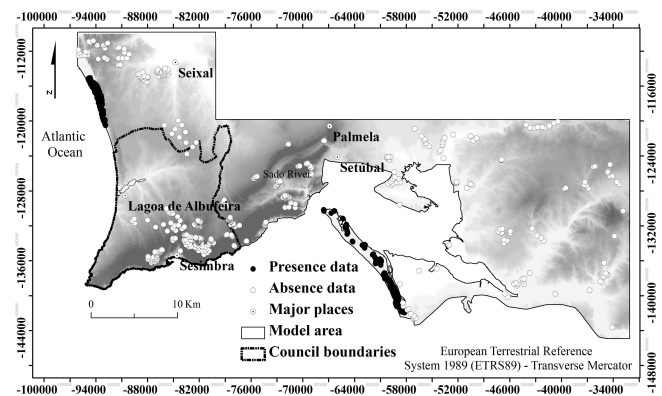 -100000 -94000 -88000 -82000 -76000 -70000 -64000 -58000 -52000 -46000 -40000 -34000
-112000
-120000
-128000
-136000
-144000
-116000
-124000
-132000
-140000
-148000
N
Seixal
Atlantic
Ocean
Palmela
Setúbal
Sado River
Lagoa de Albufeira
Sesimbra
0 10 Km
Presence data
Absence data
Major places
Model area
Council boundaries
European Terrestrial Reference
System 1989 (ETRS89) - Transverse Mercator
-100000 -94000 -88000 -82000 -76000 -70000 -64000 -58000 -52000 -46000 -40000 -34000